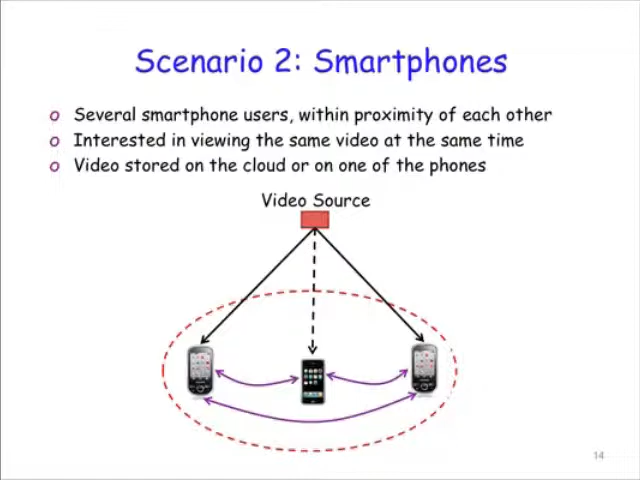 Scenario 2: Smartphones
o Several smartphone users, within proximity of each other
o Interested in viewing the same video at the same time
o Video stored on the cloud or on one of the phones
Video Source
14